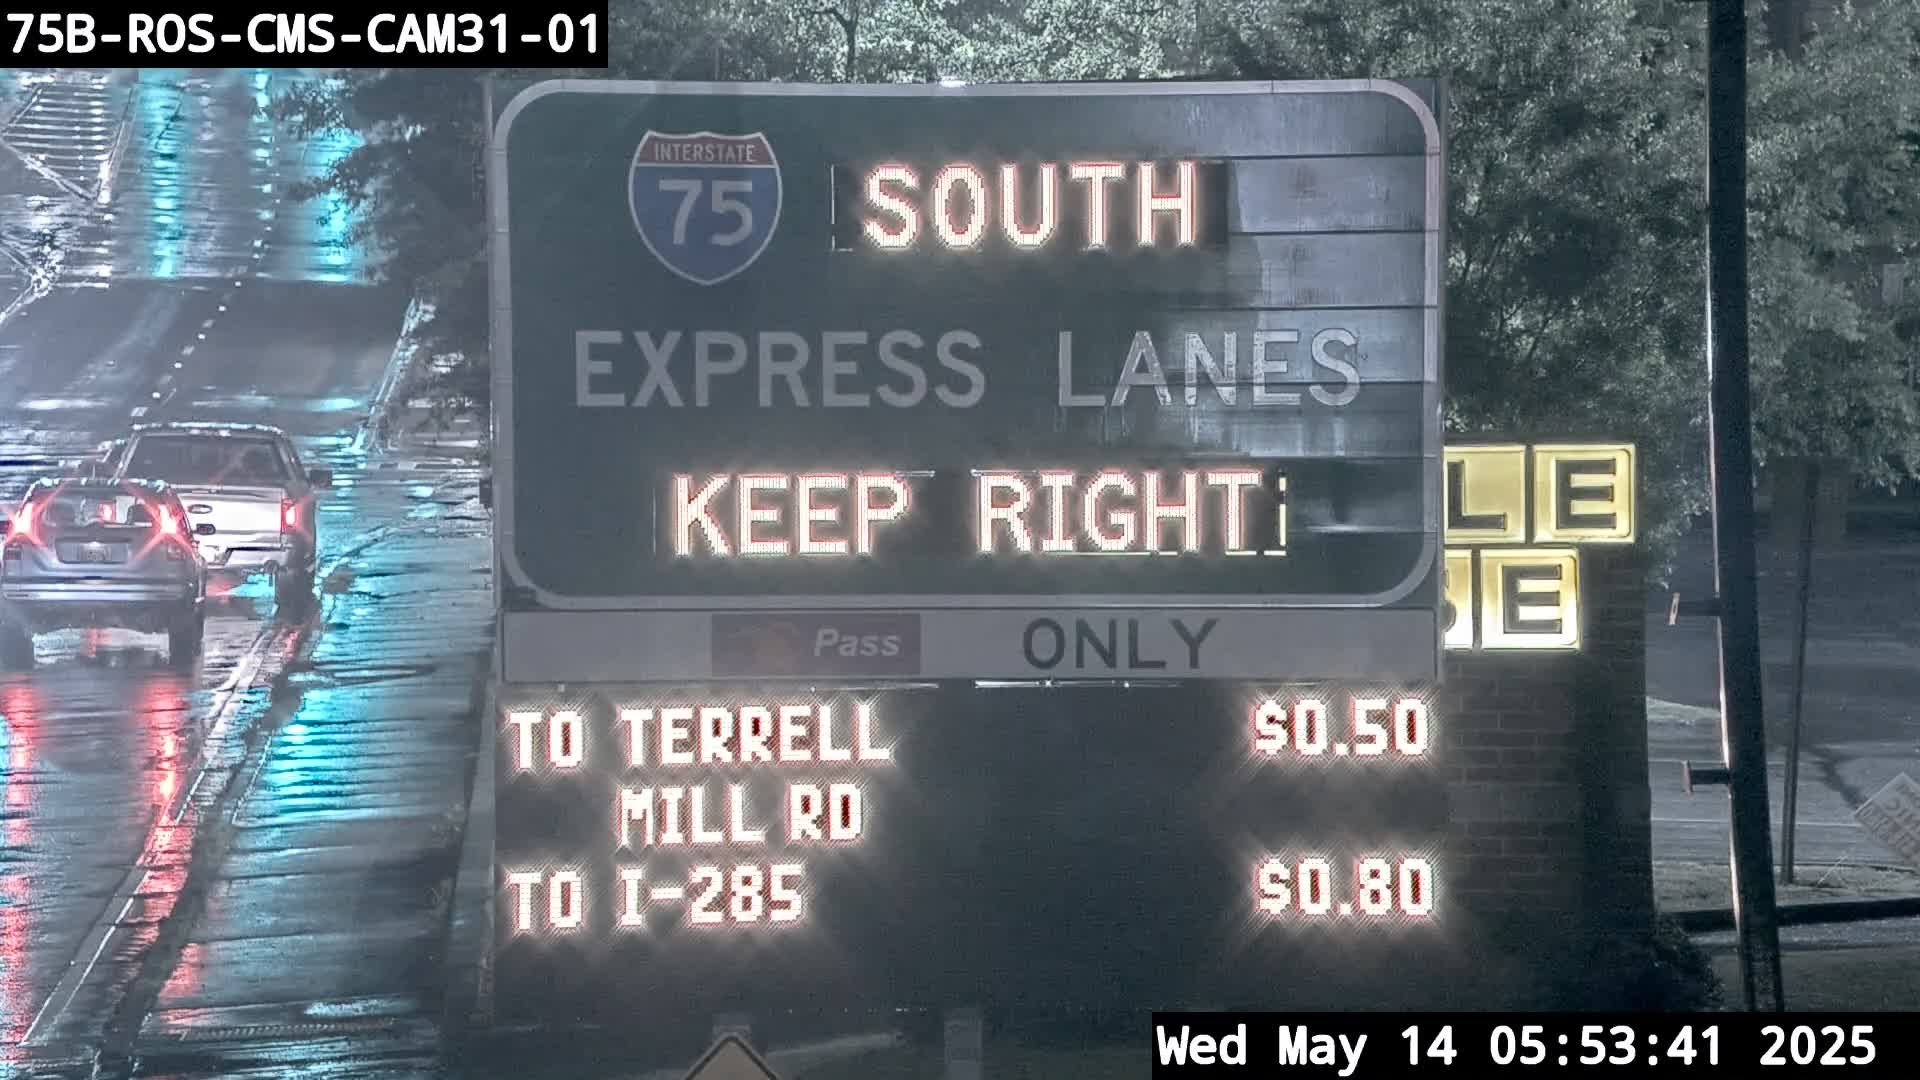 75B-ROS-CMS-CAM31-01
INTERSTATE
75
SOUTH
EXPRESS LANES
KEEP RIGHT
Pass ONLY
LE
E
TO TERRELL $0.50
MILL RD
TO I-285 $0.80
Wed May 14 05:53:41 2025